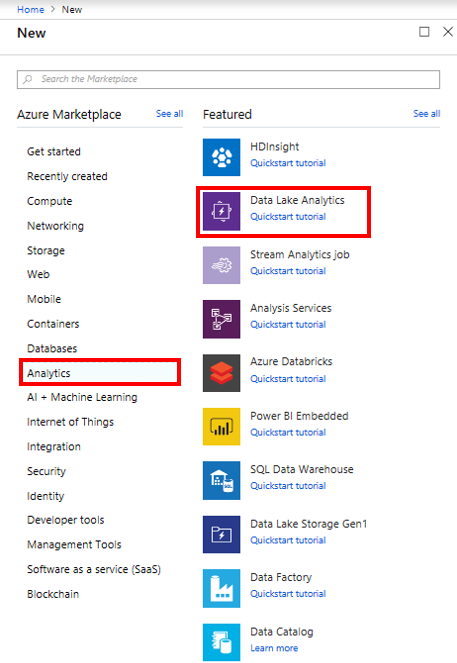 Home > New
New
Search the Marketplace
Azure Marketplace See all
Get started
Recently created
Compute
Networking
Storage
Web
Mobile
Containers
Databases
Analytics
AI + Machine Learning
Internet of Things
Integration
Security
Identity
Developer tools
Management Tools
Software as a service (SaaS)
Blockchain
Featured See all
HDInsight
Quickstart tutorial
Data Lake Analytics
Quickstart tutorial
Stream Analytics job
Quickstart tutorial
Analysis Services
Quickstart tutorial
Azure Databricks
Quickstart tutorial
Power BI Embedded
Quickstart tutorial
SQL Data Warehouse
Quickstart tutorial
Data Lake Storage Gen1
Quickstart tutorial
Data Factory
Quickstart tutorial
Data Catalog
Learn more